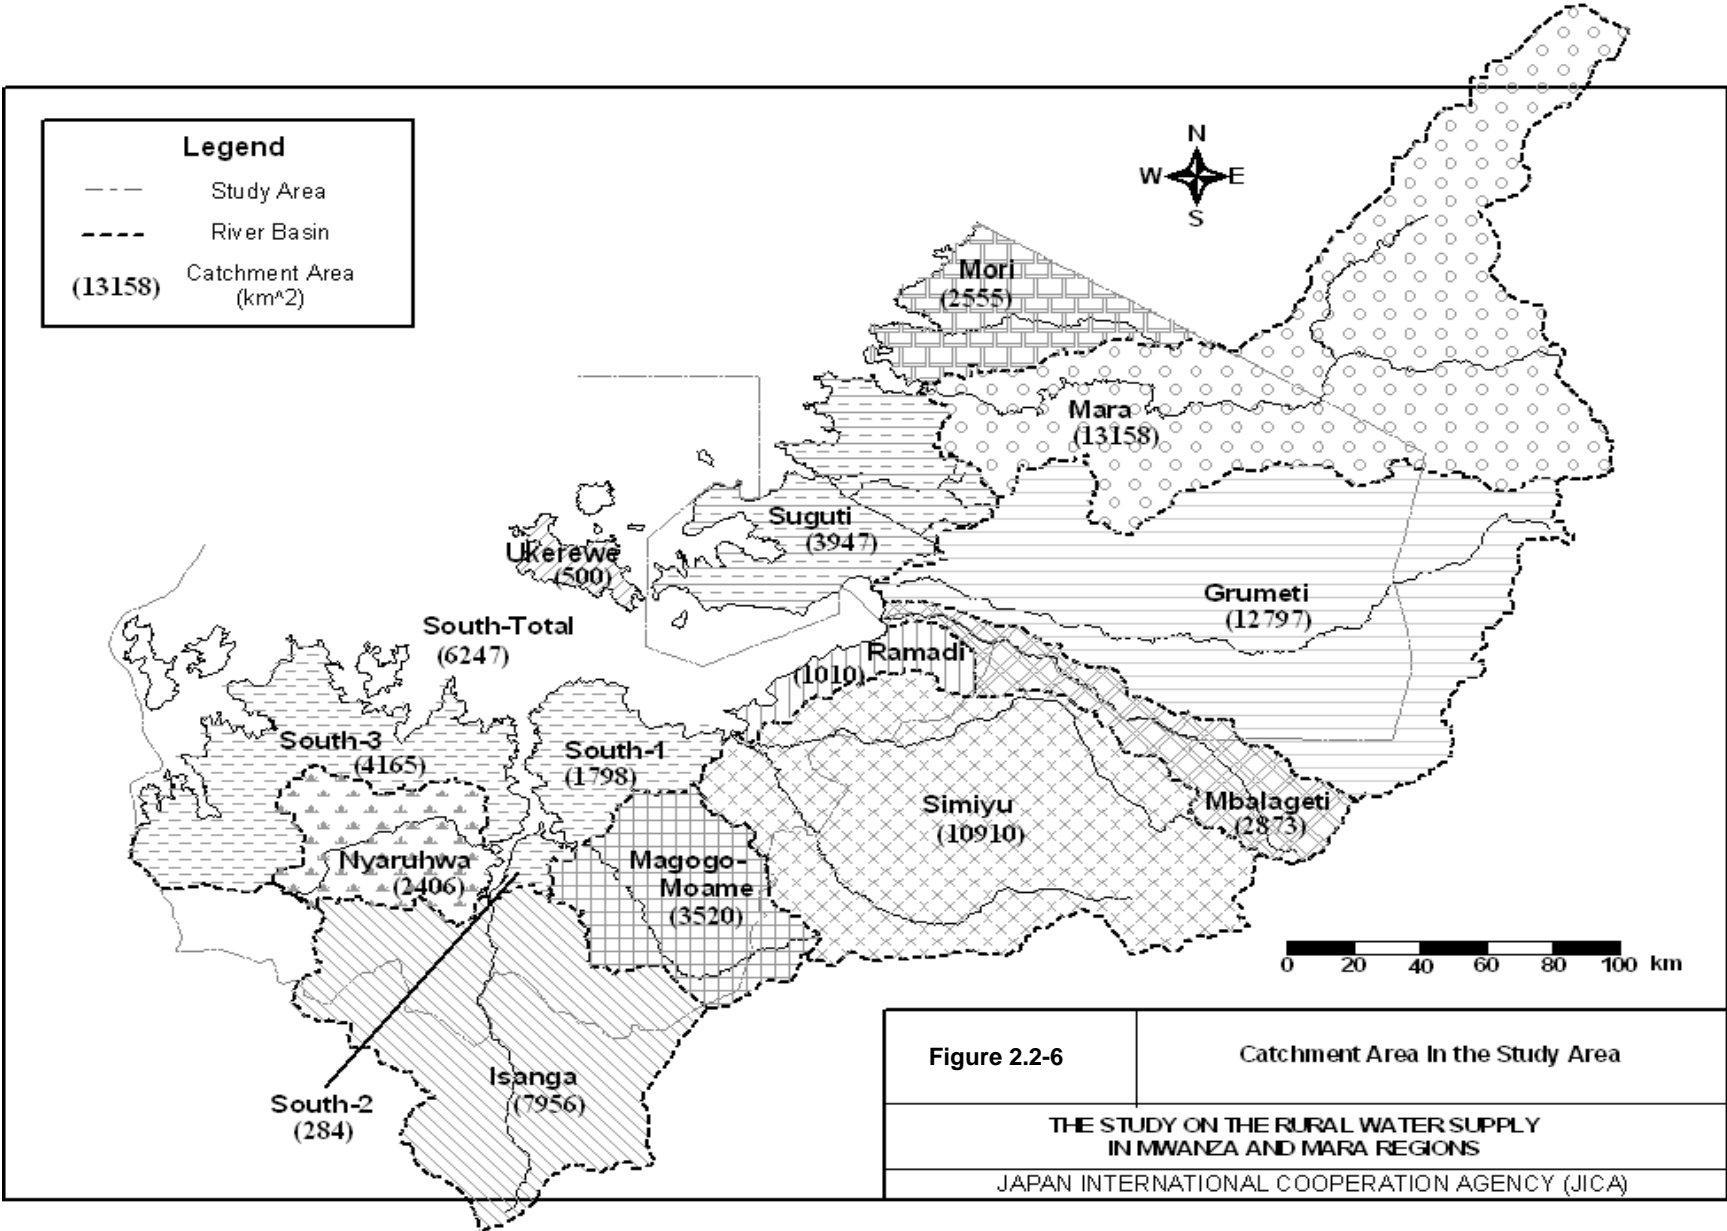 Legend
Study Area
River Basin
(13158)
Catchment Area
(km^2)
N
W
E
S
Mori
(2555)
Mara
(13158)
Suguti
(3947)
Ukerewe
(500)
Grumeti
(12797)
South-Total
(6247)
Ramadi
(1010)
South-3
(4165)
South-1
(1798)
Simiyu
(10910)
Mbalageti
(2873)
Nyaruhwa
(2406)
Magogo-
Moame
(3520)
Isanga
(7956)
South-2
(284)
0 20 40 60 80 100 km
Figure 2.2-6
Catchment Area In the Study Area
THE STUDY ON THE RURAL WATER SUPPLY
IN MWANZA AND MARA REGIONS
JAPAN INTERNATIONAL COOPERATION AGENCY (JICA)